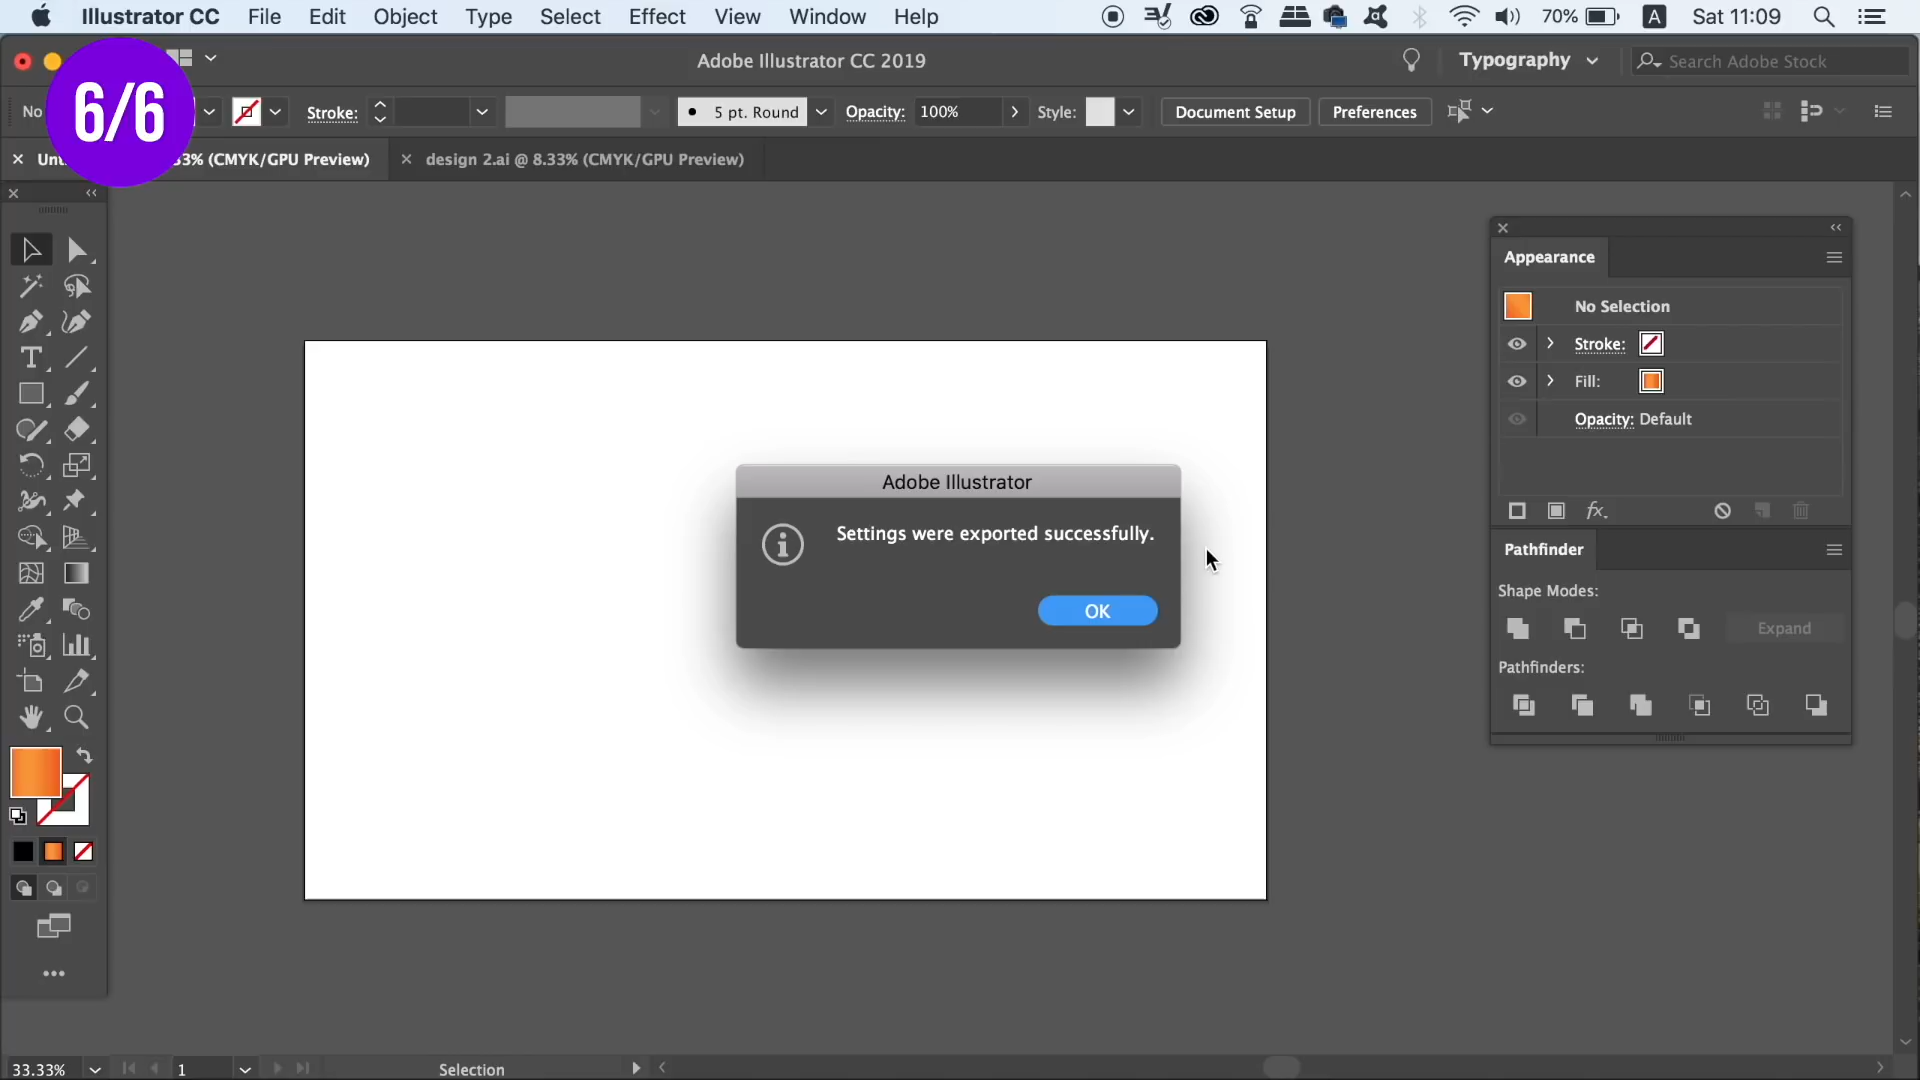 Illustrator CC File Edit Object Type Select Effect View Window Help 70% A Sat 11:09
Adobe Illustrator CC 2019 Typography Search Adobe Stock
6/6
No Stroke: 5 pt. Round Opacity: 100% Style: Document Setup Preferences
33% (CMYK/GPU Preview) design 2.ai @ 8.33% (CMYK/GPU Preview)
Appearance
No Selection
Stroke:
Fill:
Opacity: Default
fx.
Adobe Illustrator
Settings were exported successfully.
OK
Pathfinder
Shape Modes:
Expand
Pathfinders:
33.33% 1 Selection